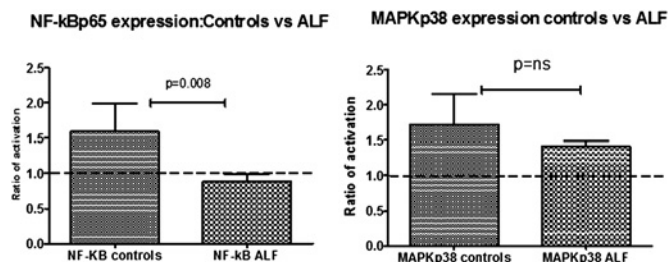 NF-kBp65 expression:Controls vs ALF
2.5
2.0
1.5
1.0
0.5
0.0
Ratio of activation
p=0.008
NF-KB controls
NF-kB ALF
MAPKp38 expression controls vs ALF
2.5
2.0
1.5
1.0
0.5
0.0
Ratio of activation
p=ns
MAPKp38 controls
MAPKp38 ALF